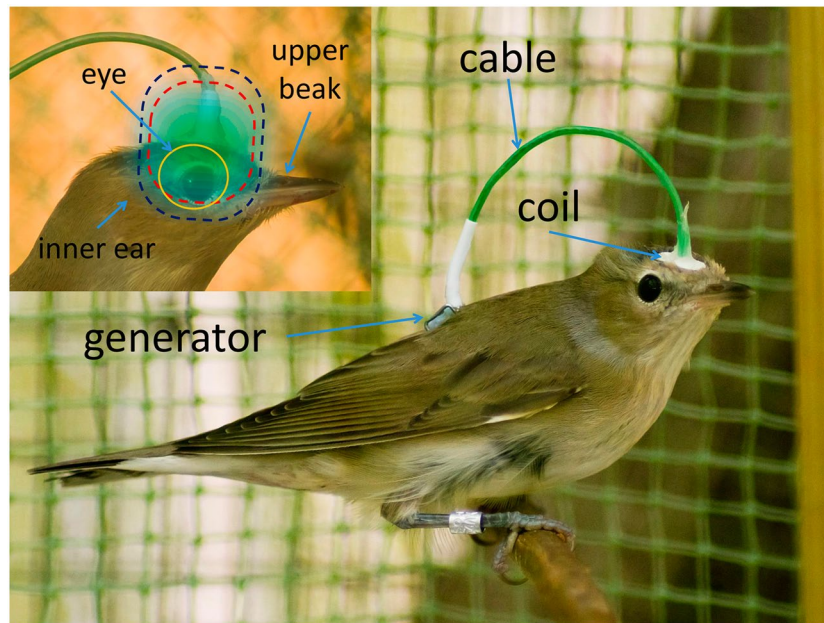 eye
upper
beak
inner ear
cable
coil
generator